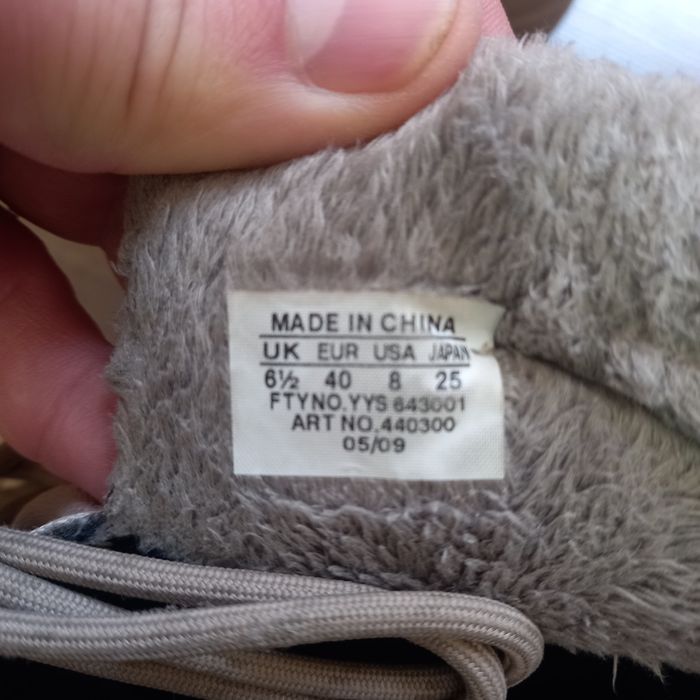 MADE IN CHINA
UK EUR USA JAPAN
6½ 40 8 25
FTYNO.YYS 643001
ART NO.440300
05/09